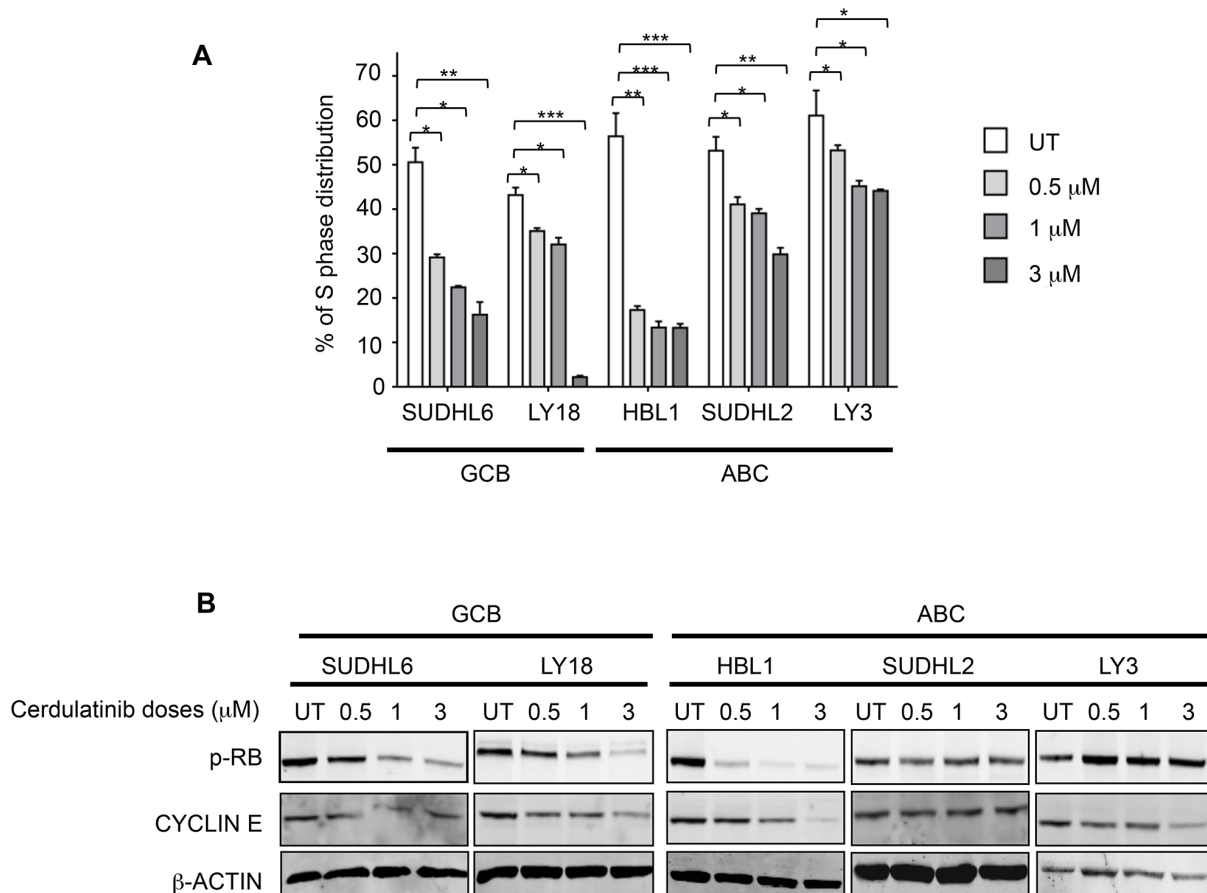 A
% of S phase distribution
70
60
50
40
30
20
10
0
** * * *** * * *** *** ** ** * * * * *
UT
0.5 μM
1 μM
3 μM
SUDHL6 LY18 HBL1 SUDHL2 LY3
GCB ABC
B
GCB ABC
SUDHL6 LY18 HBL1 SUDHL2 LY3
Cerdulatinib doses (μM) UT 0.5 1 3 UT 0.5 1 3 UT 0.5 1 3 UT 0.5 1 3 UT 0.5 1 3
p-RB
CYCLIN E
β-ACTIN